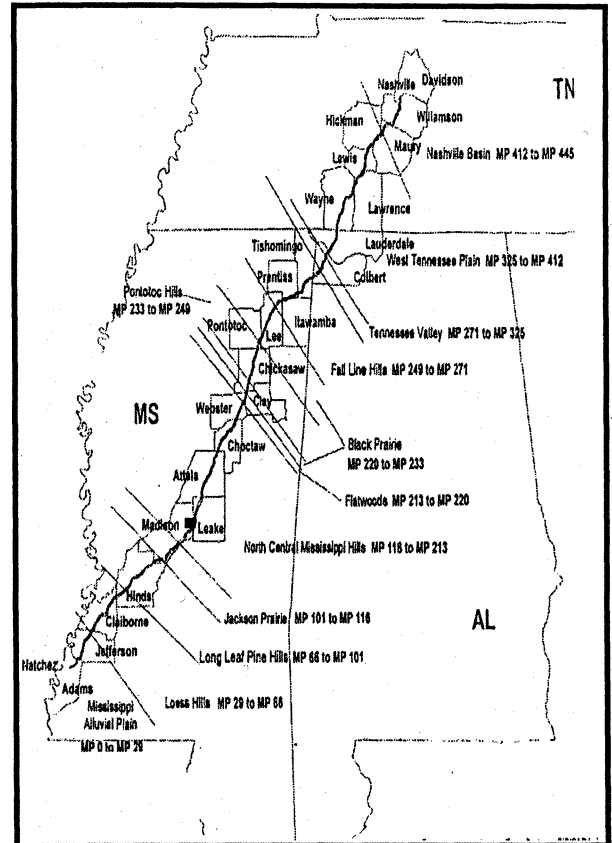 Nashville
Davidson
TN
Hickman
Williamson
Maury
Lewis
Nashville Basin MP 412 to MP 445
Wayne
Lawrence
Lauderdale
Tishomingo
West Tennessee Plain MP 325 to MP 412
Colbert
Prentiss
Pontotoc Hills
MP 233 to MP 249
Itawamba
Tennessee Valley MP 271 to MP 325
Pontotoc
Lee
Fall Line Hills MP 249 to MP 271
Chickasaw
MS
Webster
Clay
Black Prairie
MP 220 to MP 233
Choctaw
Flatwoods MP 213 to MP 220
Attala
Madison
Leake
North Central Mississippi Hills MP 116 to MP 213
Hinds
Jackson Prairie MP 101 to MP 116
AL
Claiborne
Long Leaf Pine Hills MP 66 to MP 101
Jefferson
Natchez
Adams
Loess Hills MP 29 to MP 66
Mississippi
Alluvial Plain
MP 0 to MP 29